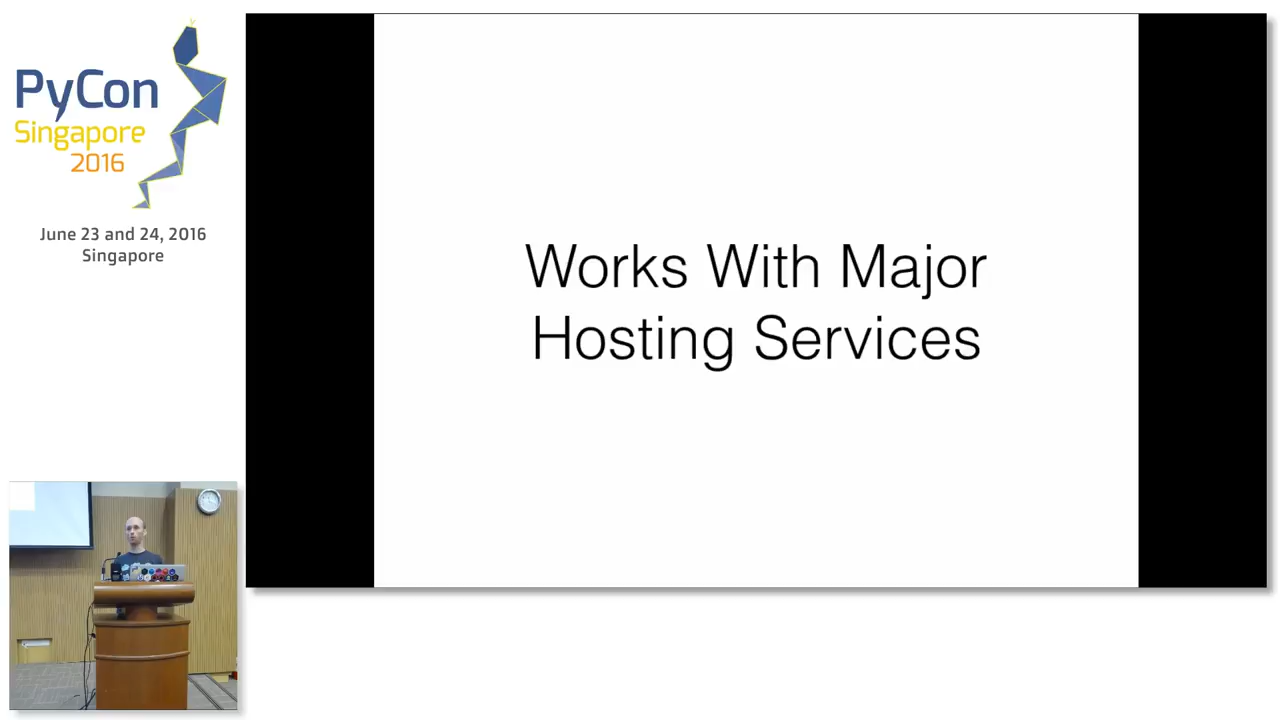 PyCon
Singapore
2016
June 23 and 24, 2016
Singapore
Works With Major
Hosting Services